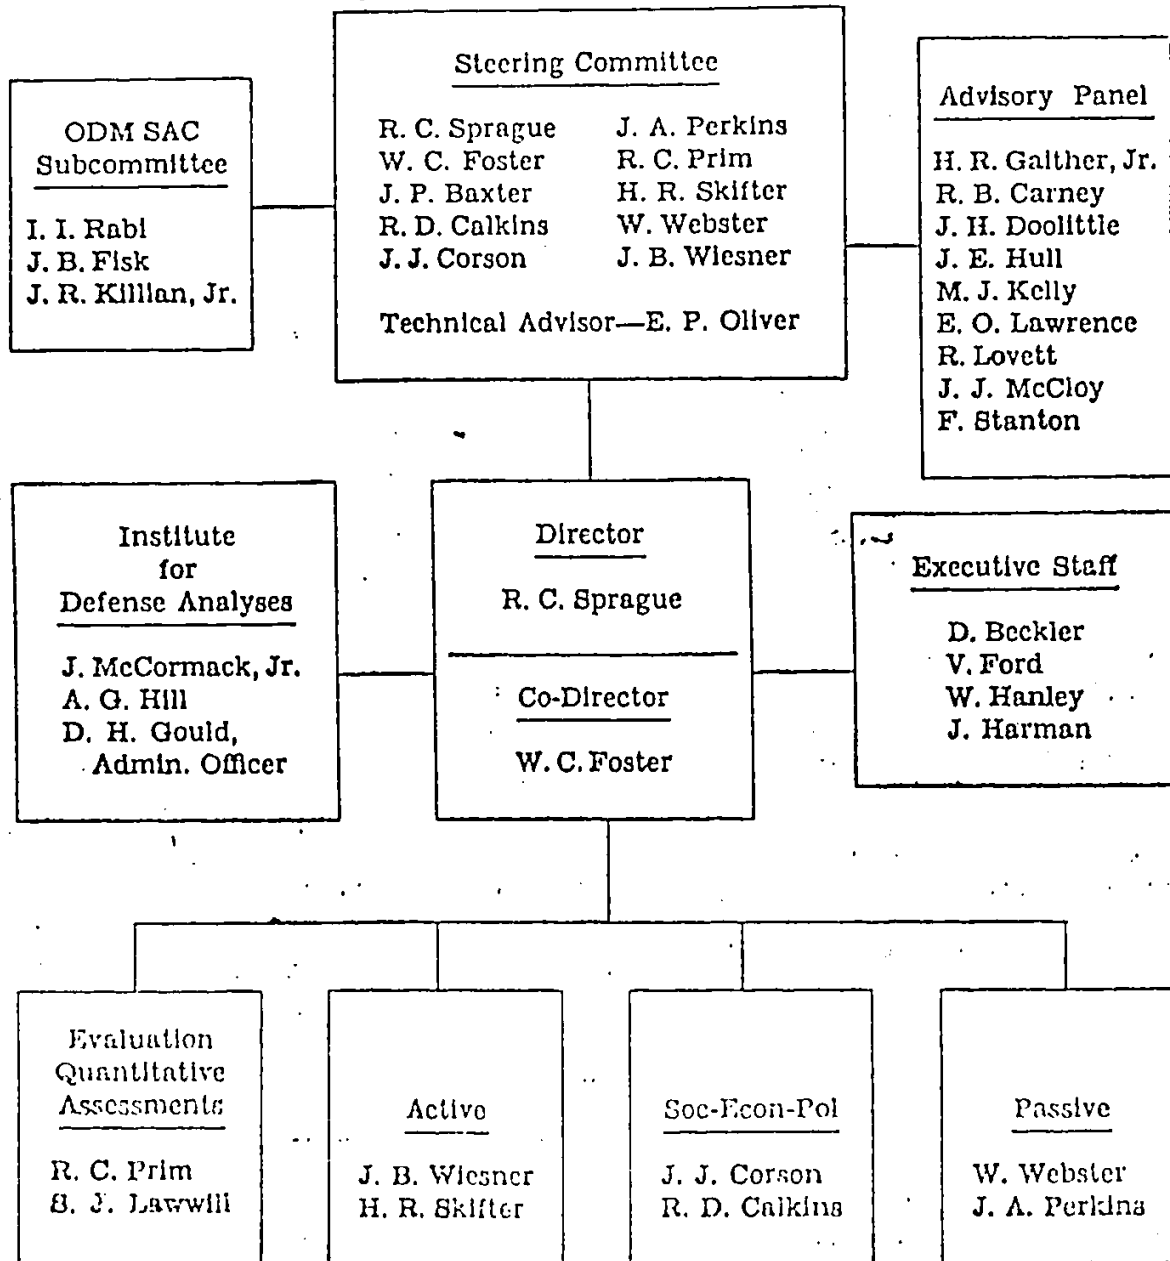 Steering Committee
R. C. Sprague
W. C. Foster
J. P. Baxter
R. D. Calkins
J. J. Corson
J. A. Perkins
R. C. Prim
H. R. Skifter
W. Webster
J. B. Wiesner
Technical Advisor—E. P. Oliver
ODM SAC
Subcommittee
I. I. Rabi
J. B. Fisk
J. R. Killian, Jr.
Advisory Panel
H. R. Gaither, Jr.
R. B. Carney
J. H. Doolittle
J. E. Hull
M. J. Kelly
E. O. Lawrence
R. Lovett
J. J. McCloy
F. Stanton
Institute
for
Defense Analyses
J. McCormack, Jr.
A. G. Hill
D. H. Gould,
Admin. Officer
Director
R. C. Sprague
Co-Director
W. C. Foster
Executive Staff
D. Beckler
V. Ford
W. Hanley
J. Harman
Evaluation
Quantitative
Assessments
R. C. Prim
S. J. Lawwill
Active
J. B. Wiesner
H. R. Skifter
Soc-Econ-Pol
J. J. Corson
R. D. Calkins
Passive
W. Webster
J. A. Perkins